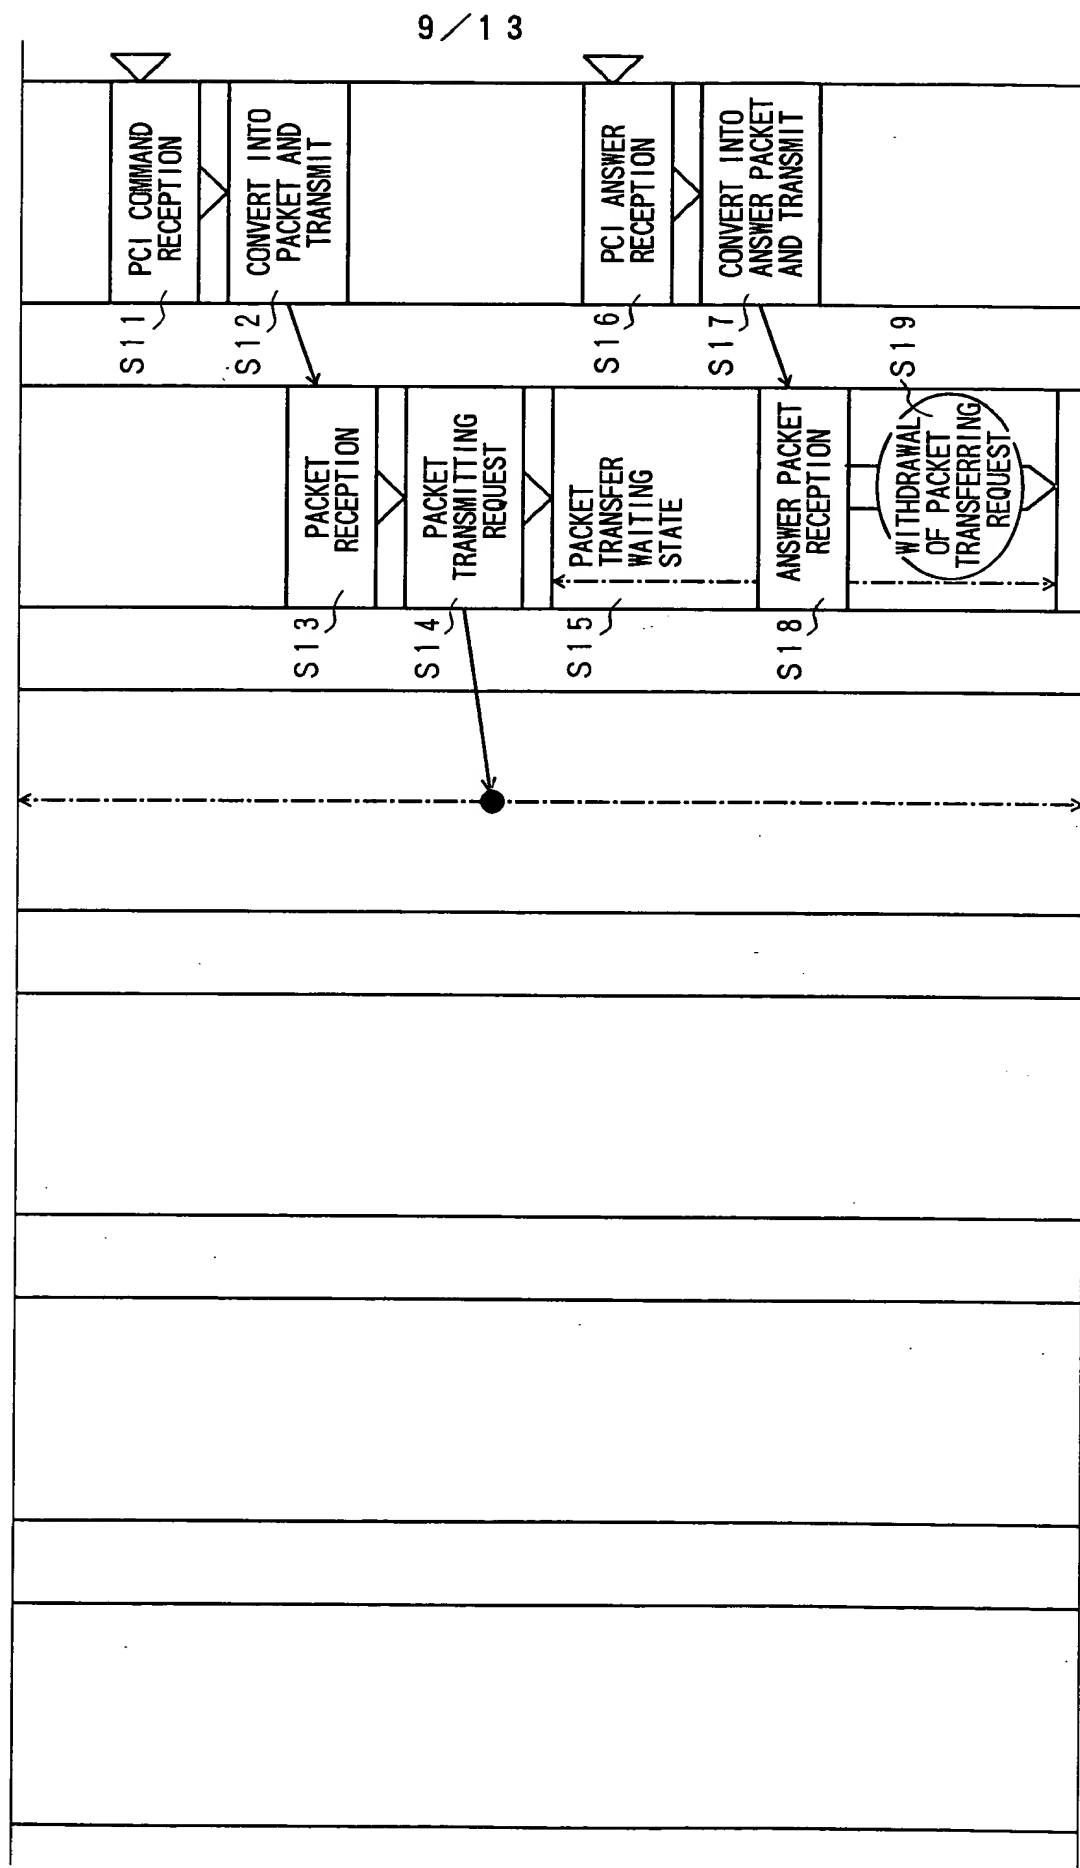 9/13
PCI COMMAND
RECEPTION
S11
CONVERT INTO
PACKET AND
TRANSMIT
S12
PACKET
RECEPTION
S13
PACKET
TRANSMITTING
REQUEST
S14
PACKET
TRANSFER
WAITING
STATE
S15
PCI ANSWER
RECEPTION
S16
CONVERT INTO
ANSWER PACKET
AND TRANSMIT
S17
ANSWER PACKET
RECEPTION
S18
WITHDRAWAL
OF PACKET
TRANSFERRING
REQUEST
S19